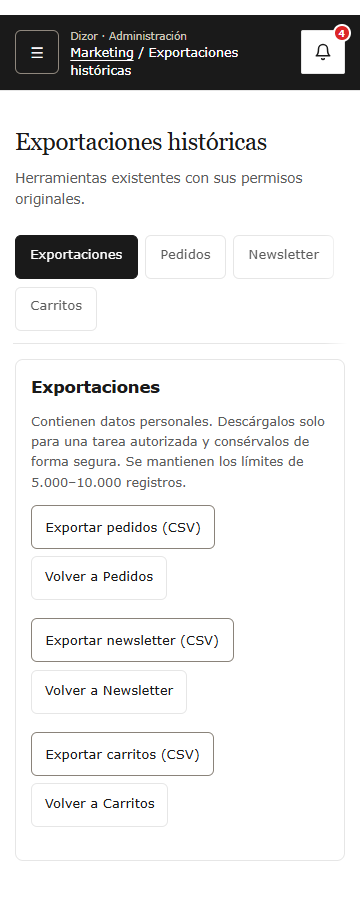 Dizor · Administración
Marketing / Exportaciones
históricas
4
Exportaciones históricas
Herramientas existentes con sus permisos
originales.
Exportaciones
Pedidos
Newsletter
Carritos
Exportaciones
Contienen datos personales. Descárgalos solo
para una tarea autorizada y consérvalos de
forma segura. Se mantienen los límites de
5.000–10.000 registros.
Exportar pedidos (CSV)
Volver a Pedidos
Exportar newsletter (CSV)
Volver a Newsletter
Exportar carritos (CSV)
Volver a Carritos